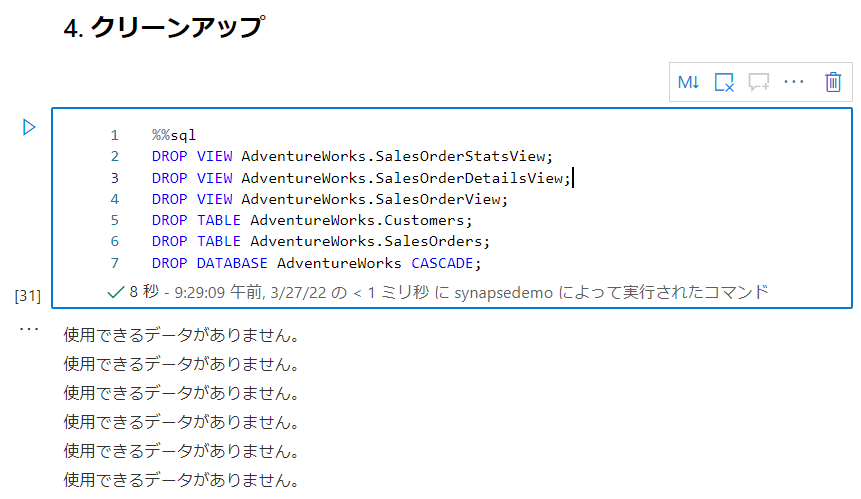 4. クリーンアップ
M↓
1 %%sql
2 DROP VIEW AdventureWorks.SalesOrderStatsView;
3 DROP VIEW AdventureWorks.SalesOrderDetailsView;
4 DROP VIEW AdventureWorks.SalesOrderView;
5 DROP TABLE AdventureWorks.Customers;
6 DROP TABLE AdventureWorks.SalesOrders;
7 DROP DATABASE AdventureWorks CASCADE;
[31] 8 秒 - 9:29:09 午前, 3/27/22 の < 1 ミリ秒 に synapsedemo によって実行されたコマンド
使用できるデータがありません。
使用できるデータがありません。
使用できるデータがありません。
使用できるデータがありません。
使用できるデータがありません。
使用できるデータがありません。